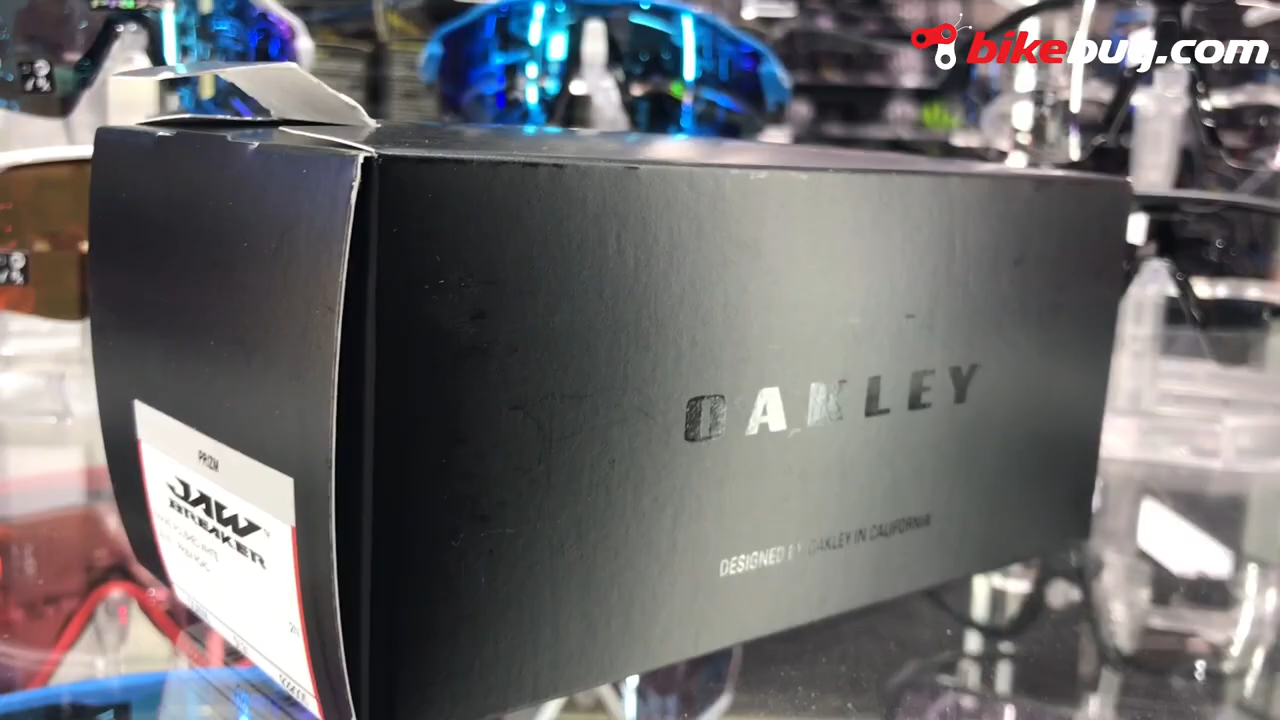 bikebug.com
OAKLEY
DESIGNED BY OAKLEY IN CALIFORNIA
PRIZM
JAW
BREAKER